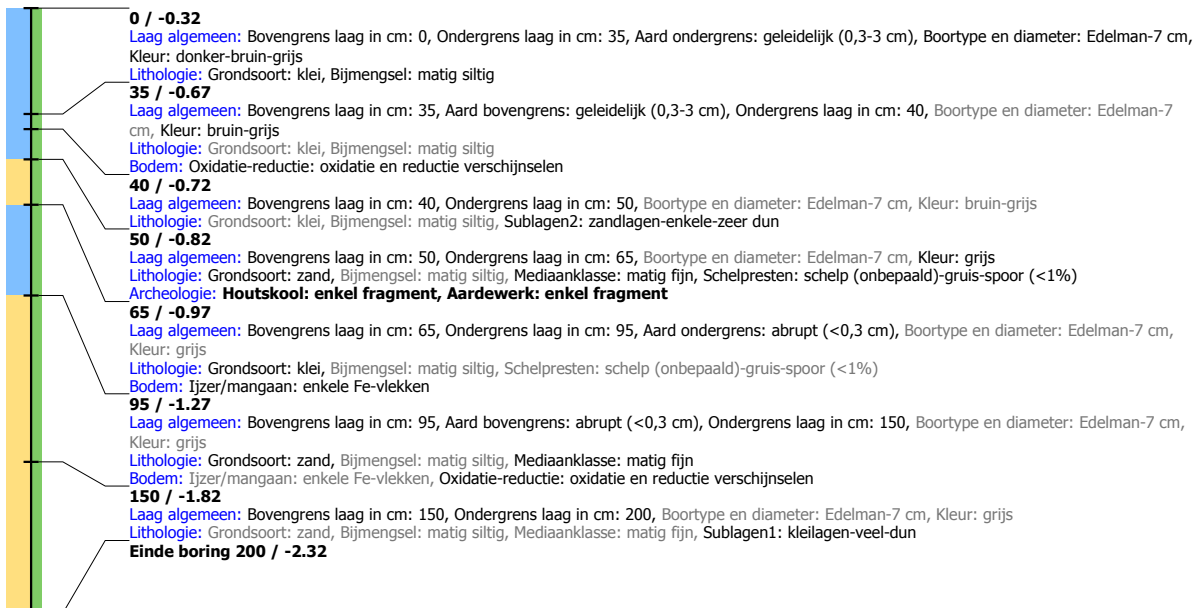 0 / -0.32
Laag algemeen: Bovengrens laag in cm: 0, Ondergrens laag in cm: 35, Aard ondergrens: geleidelijk (0,3-3 cm), Boortype en diameter: Edelman-7 cm,
Kleur: donker-bruin-grijs
Lithologie: Grondsoort: klei, Bijmengsel: matig siltig
35 / -0.67
Laag algemeen: Bovengrens laag in cm: 35, Aard bovengrens: geleidelijk (0,3-3 cm), Ondergrens laag in cm: 40, Boortype en diameter: Edelman-7
cm, Kleur: bruin-grijs
Lithologie: Grondsoort: klei, Bijmengsel: matig siltig
Bodem: Oxidatie-reductie: oxidatie en reductie verschijnselen
40 / -0.72
Laag algemeen: Bovengrens laag in cm: 40, Ondergrens laag in cm: 50, Boortype en diameter: Edelman-7 cm, Kleur: bruin-grijs
Lithologie: Grondsoort: klei, Bijmengsel: matig siltig, Sublagen2: zandlagen-enkele-zeer dun
50 / -0.82
Laag algemeen: Bovengrens laag in cm: 50, Ondergrens laag in cm: 65, Boortype en diameter: Edelman-7 cm, Kleur: grijs
Lithologie: Grondsoort: zand, Bijmengsel: matig siltig, Mediaanklasse: matig fijn, Schelpresten: schelp (onbepaald)-gruis-spoor (<1%)
Archeologie: Houtskool: enkel fragment, Aardewerk: enkel fragment
65 / -0.97
Laag algemeen: Bovengrens laag in cm: 65, Ondergrens laag in cm: 95, Aard ondergrens: abrupt (<0,3 cm), Boortype en diameter: Edelman-7 cm,
Kleur: grijs
Lithologie: Grondsoort: klei, Bijmengsel: matig siltig, Schelpresten: schelp (onbepaald)-gruis-spoor (<1%)
Bodem: Ijzer/mangaan: enkele Fe-vlekken
95 / -1.27
Laag algemeen: Bovengrens laag in cm: 95, Aard bovengrens: abrupt (<0,3 cm), Ondergrens laag in cm: 150, Boortype en diameter: Edelman-7 cm,
Kleur: grijs
Lithologie: Grondsoort: zand, Bijmengsel: matig siltig, Mediaanklasse: matig fijn
Bodem: Ijzer/mangaan: enkele Fe-vlekken, Oxidatie-reductie: oxidatie en reductie verschijnselen
150 / -1.82
Laag algemeen: Bovengrens laag in cm: 150, Ondergrens laag in cm: 200, Boortype en diameter: Edelman-7 cm, Kleur: grijs
Lithologie: Grondsoort: zand, Bijmengsel: matig siltig, Mediaanklasse: matig fijn, Sublagen1: kleilagen-veel-dun
Einde boring 200 / -2.32